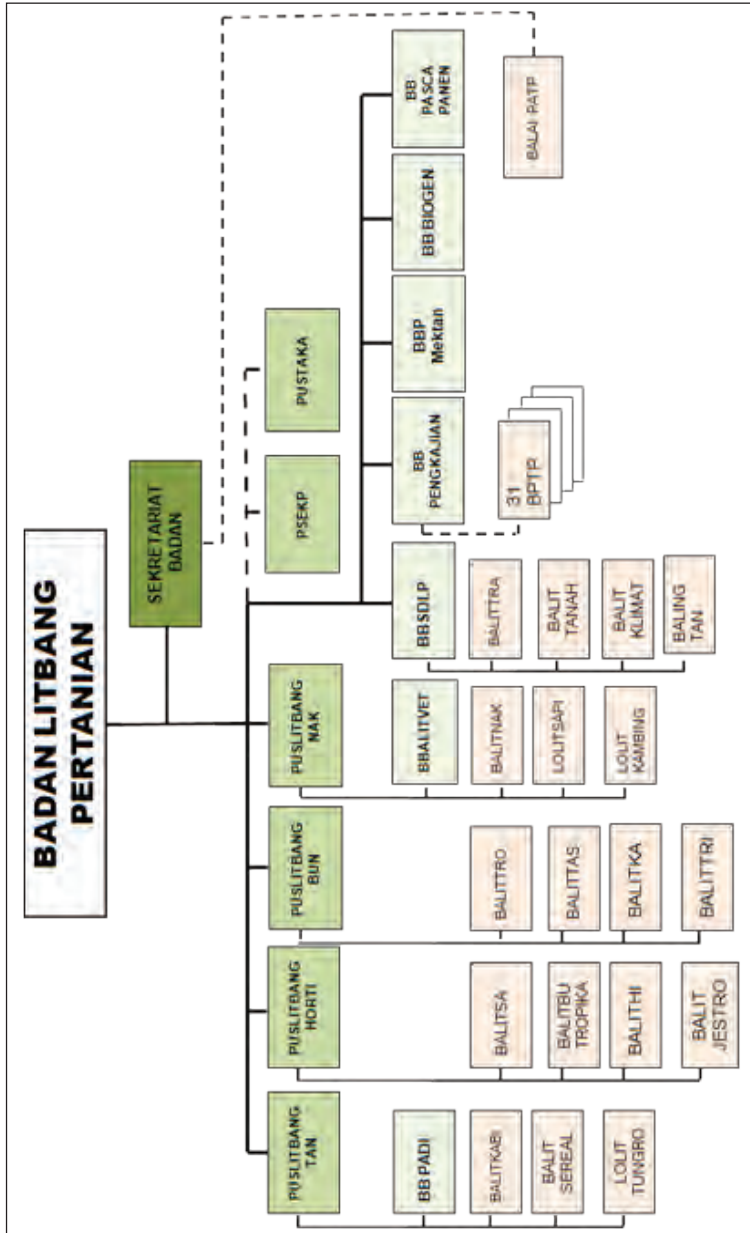 BADAN LITBANG
PERTANIAN
SEKRETARIAT
BADAN
PUSLITBANG
TAN
PUSLITBANG
HORTI
PUSLITBANG
BUN
PUSLITBANG
NAK
PSEKP
PUSTAKA
BB PADI
BALITKABI
BALIT
SEREAL
LOLIT
TUNGRO
BALITSA
BALITBU
TROPIKA
BALITHI
BALIT
JESTRO
BALITTRO
BALITTAS
BALITKA
BALITTRI
BBALITVET
BALITNAK
LOLITSAPI
LOLIT
KAMBING
BBSDLP
BALITTRA
BALIT
TANAH
BALIT
KLIMAT
BALING
TAN
BB
PENGKAJIAN
31
BPTP
BBP
Mektan
BB BIOGEN
BB
PASCA
PANEN
BALAI PATP